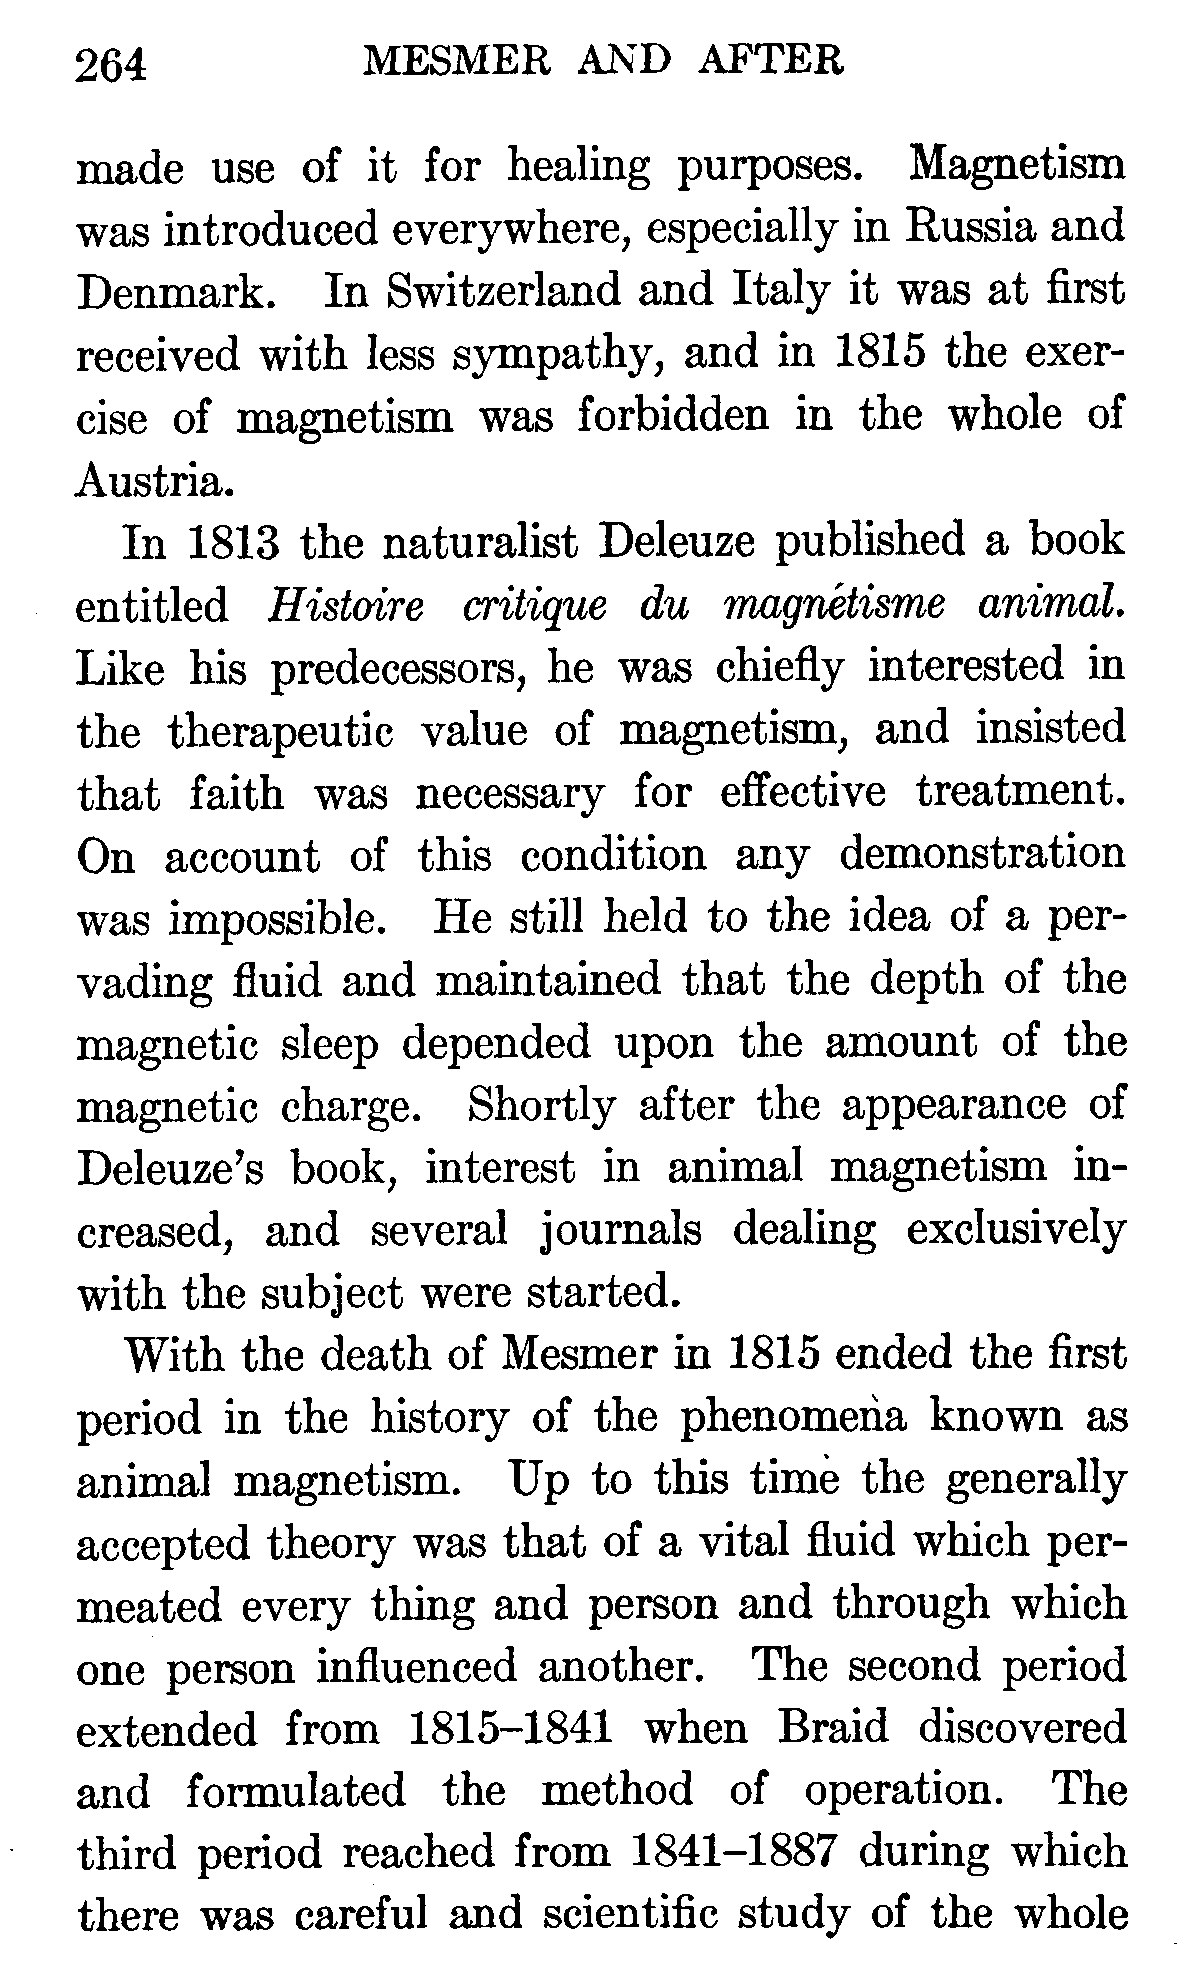 264 MESMER AND AFTER
made use of it for healing purposes. Magnetism
was introduced everywhere, especially in Russia and
Denmark. In Switzerland and Italy it was at first
received with less sympathy, and in 1815 the exer-
cise of magnetism was forbidden in the whole of
Austria.
In 1813 the naturalist Deleuze published a book
entitled Histoire critique du magnétisme animal.
Like his predecessors, he was chiefly interested in
the therapeutic value of magnetism, and insisted
that faith was necessary for effective treatment.
On account of this condition any demonstration
was impossible. He still held to the idea of a per-
vading fluid and maintained that the depth of the
magnetic sleep depended upon the amount of the
magnetic charge. Shortly after the appearance of
Deleuze's book, interest in animal magnetism in-
creased, and several journals dealing exclusively
with the subject were started.
With the death of Mesmer in 1815 ended the first
period in the history of the phenomena known as
animal magnetism. Up to this time the generally
accepted theory was that of a vital fluid which per-
meated every thing and person and through which
one person influenced another. The second period
extended from 1815–1841 when Braid discovered
and formulated the method of operation. The
third period reached from 1841–1887 during which
there was careful and scientific study of the whole